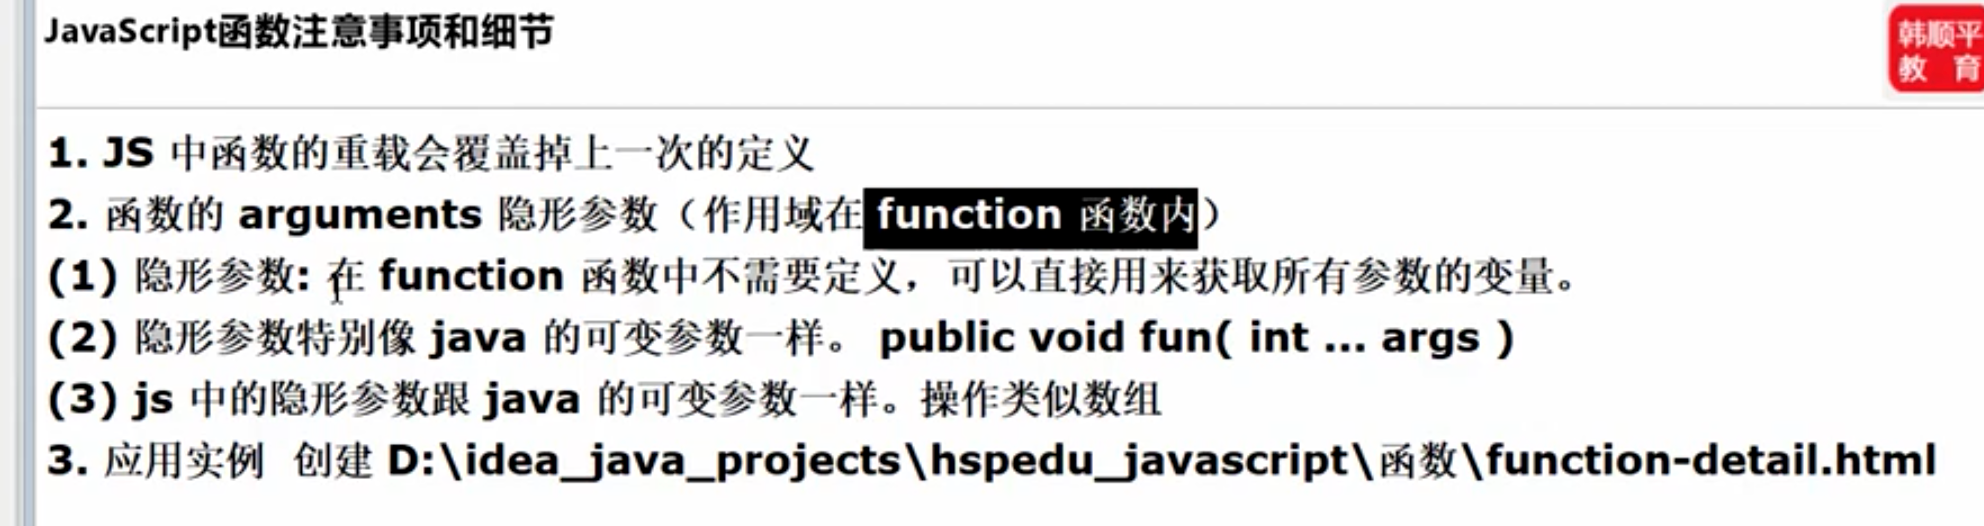 JavaScript函数注意事项和细节
韩顺平
教 育
1. JS 中函数的重载会覆盖掉上一次的定义
2. 函数的 arguments 隐形参数（作用域在 function 函数内）
(1) 隐形参数: 在 function 函数中不需要定义，可以直接用来获取所有参数的变量。
(2) 隐形参数特别像 java 的可变参数一样。 public void fun( int ... args )
(3) js 中的隐形参数跟 java 的可变参数一样。操作类似数组
3. 应用实例 创建 D:\idea_java_projects\hspedu_javascript\函数\function-detail.html